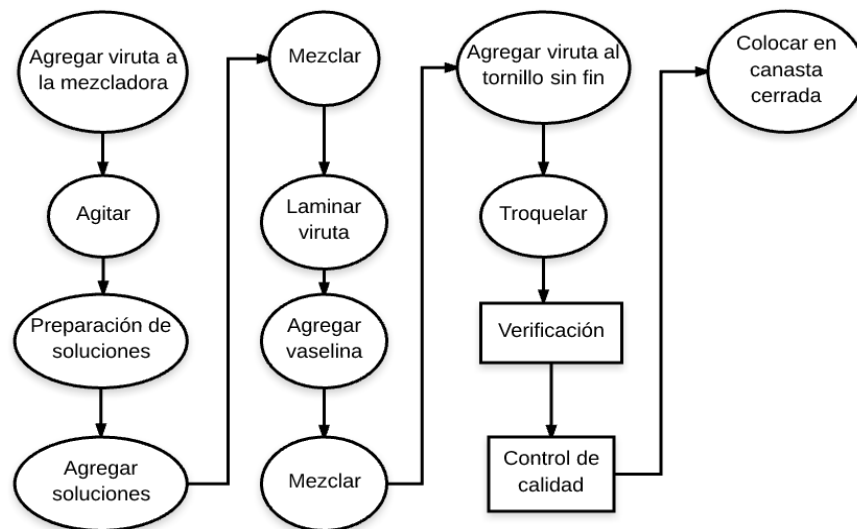 Agregar viruta a
la mezcladora
Agitar
Preparación de
soluciones
Agregar
soluciones
Mezclar
Laminar
viruta
Agregar
vaselina
Mezclar
Agregar viruta al
tornillo sin fin
Troquelar
Verificación
Control de
calidad
Colocar en
canasta
cerrada